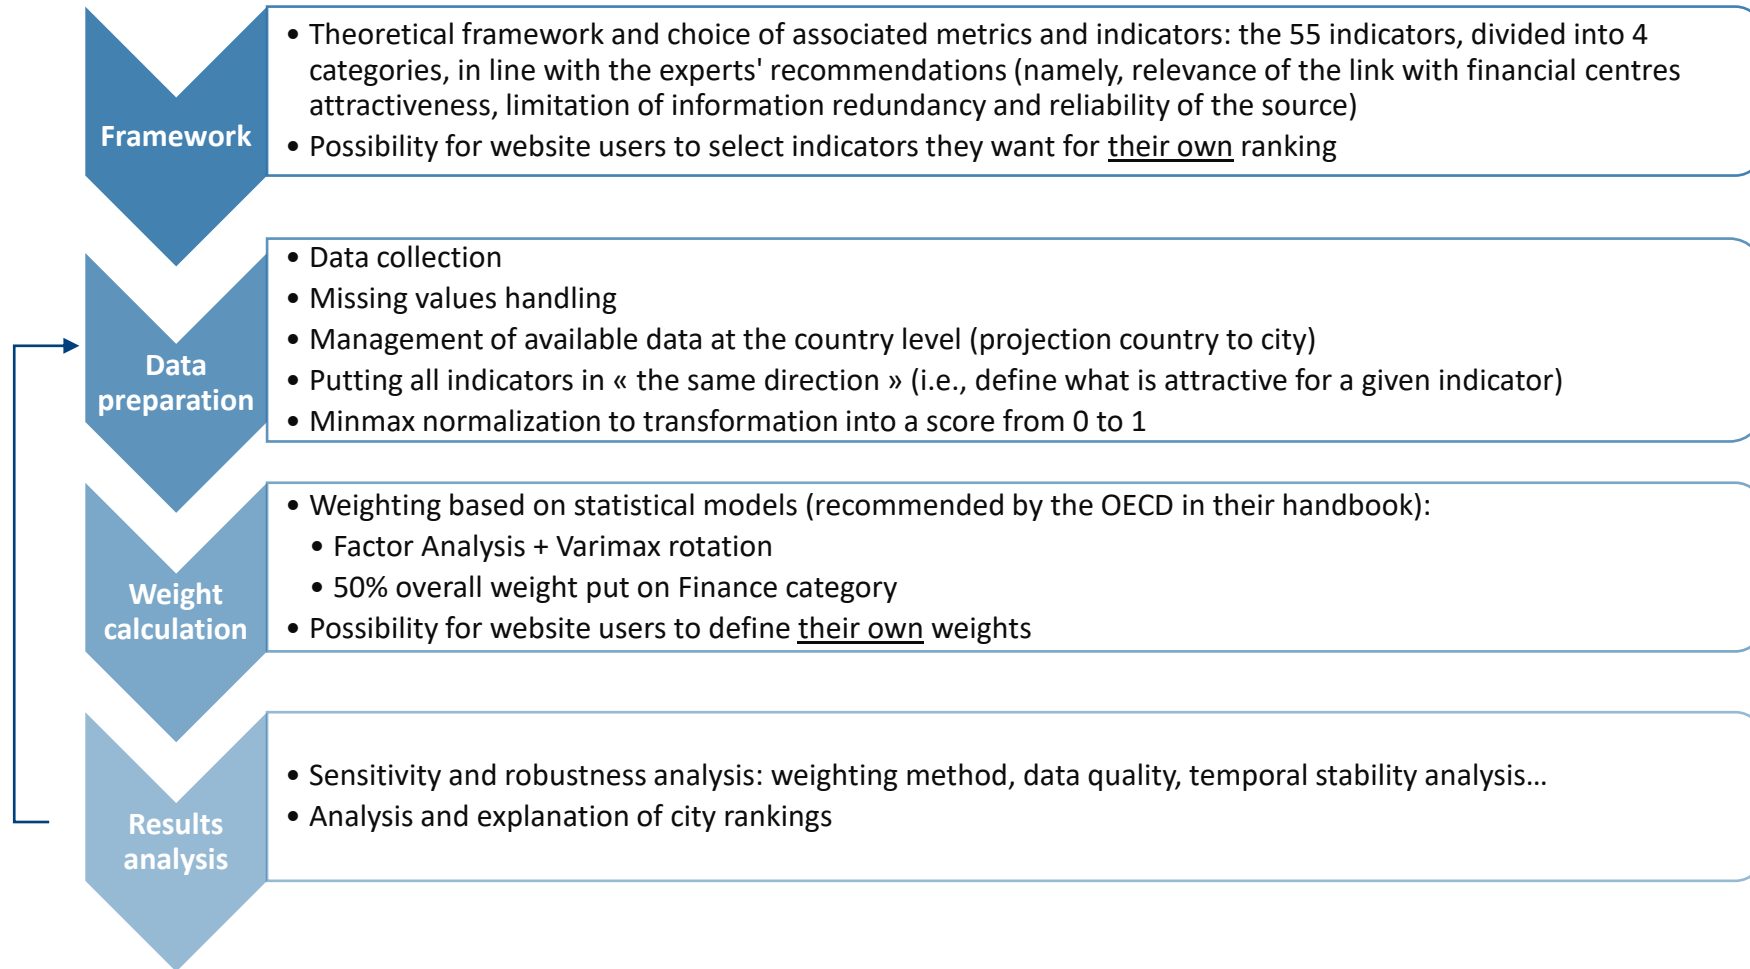 Framework
• Theoretical framework and choice of associated metrics and indicators: the 55 indicators, divided into 4
categories, in line with the experts' recommendations (namely, relevance of the link with financial centres
attractiveness, limitation of information redundancy and reliability of the source)
• Possibility for website users to select indicators they want for their own ranking
Data
preparation
• Data collection
• Missing values handling
• Management of available data at the country level (projection country to city)
• Putting all indicators in « the same direction » (i.e., define what is attractive for a given indicator)
• Minmax normalization to transformation into a score from 0 to 1
Weight
calculation
• Weighting based on statistical models (recommended by the OECD in their handbook):
• Factor Analysis + Varimax rotation
• 50% overall weight put on Finance category
• Possibility for website users to define their own weights
Results
analysis
• Sensitivity and robustness analysis: weighting method, data quality, temporal stability analysis…
• Analysis and explanation of city rankings